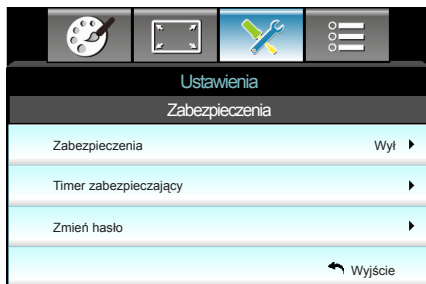 Ustawienia
Zabezpieczenia
Zabezpieczenia Wył
Timer zabezpieczający
Zmień hasło
Wyjście